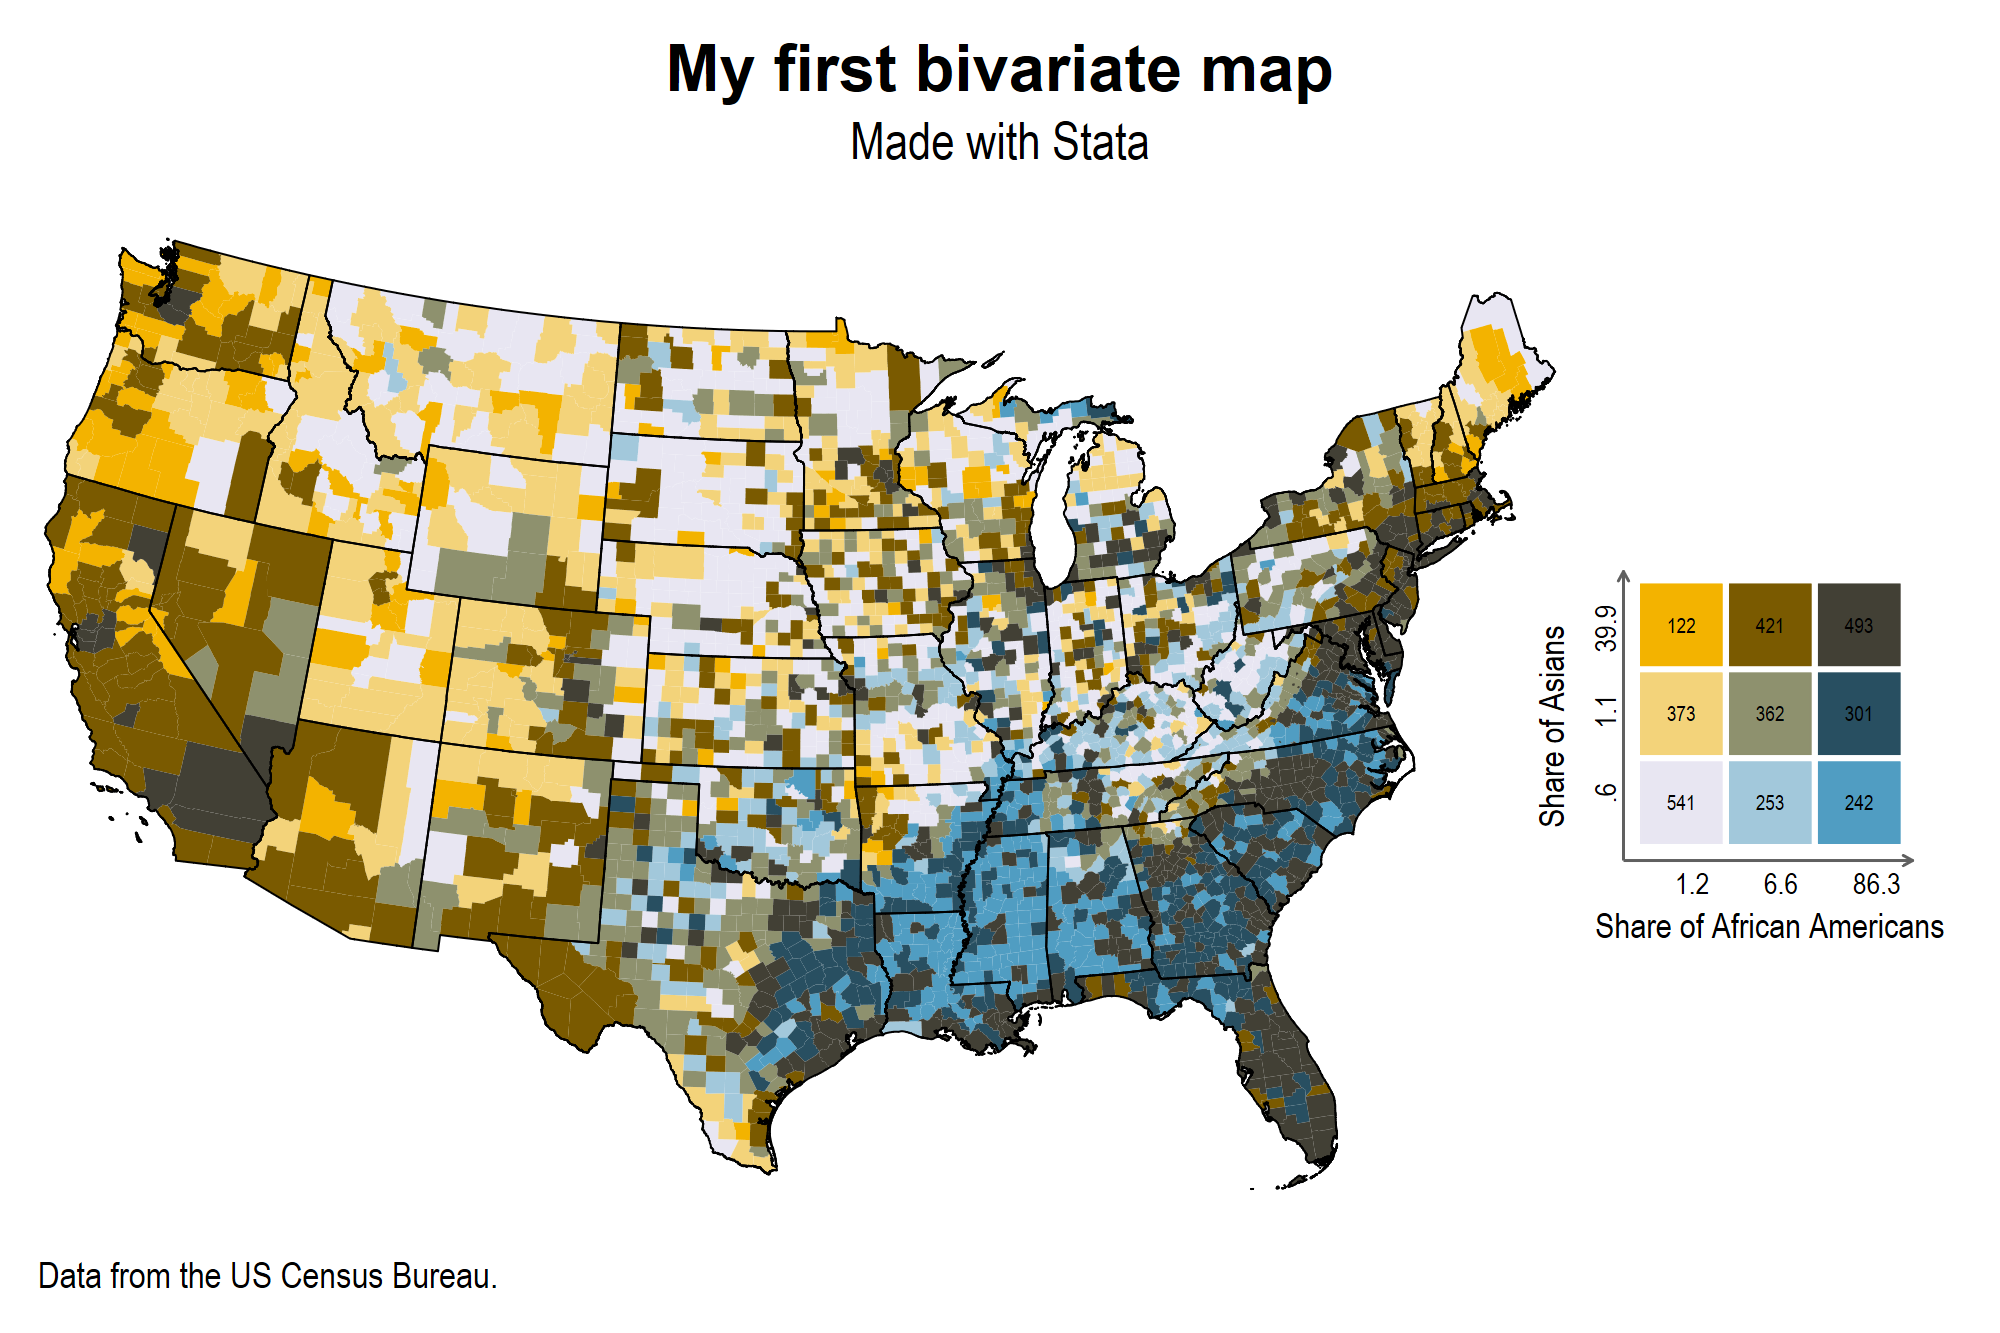 My first bivariate map
Made with Stata
Share of Asians
39.9
1.1
.6
122 421 493
373 362 301
541 253 242
1.2 6.6 86.3
Share of African Americans
Data from the US Census Bureau.